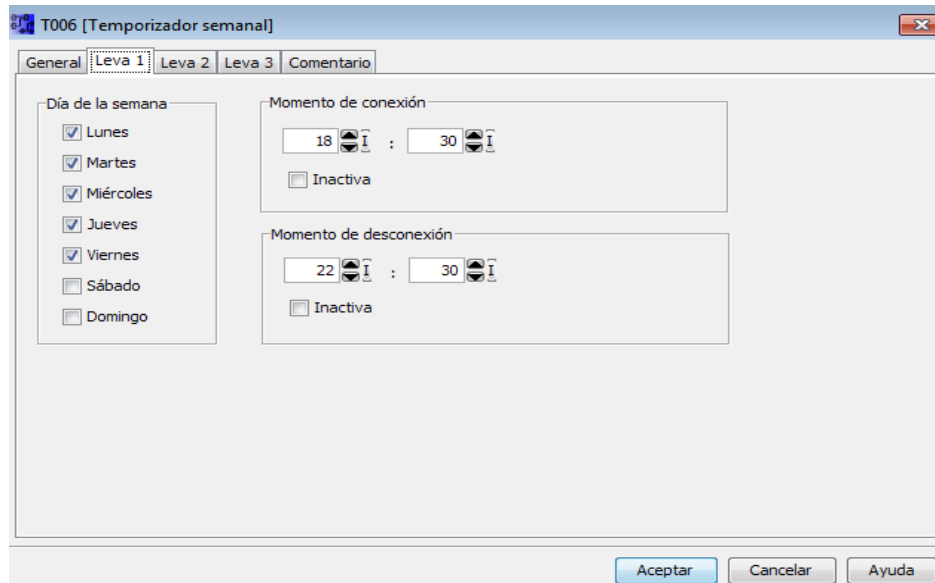 T006 [Temporizador semanal]
General Leva 1 Leva 2 Leva 3 Comentario
Día de la semana
Lunes
Martes
Miércoles
Jueves
Viernes
Sábado
Domingo
Momento de conexión
18 : 30
Inactiva
Momento de desconexión
22 : 30
Inactiva
Aceptar Cancelar Ayuda